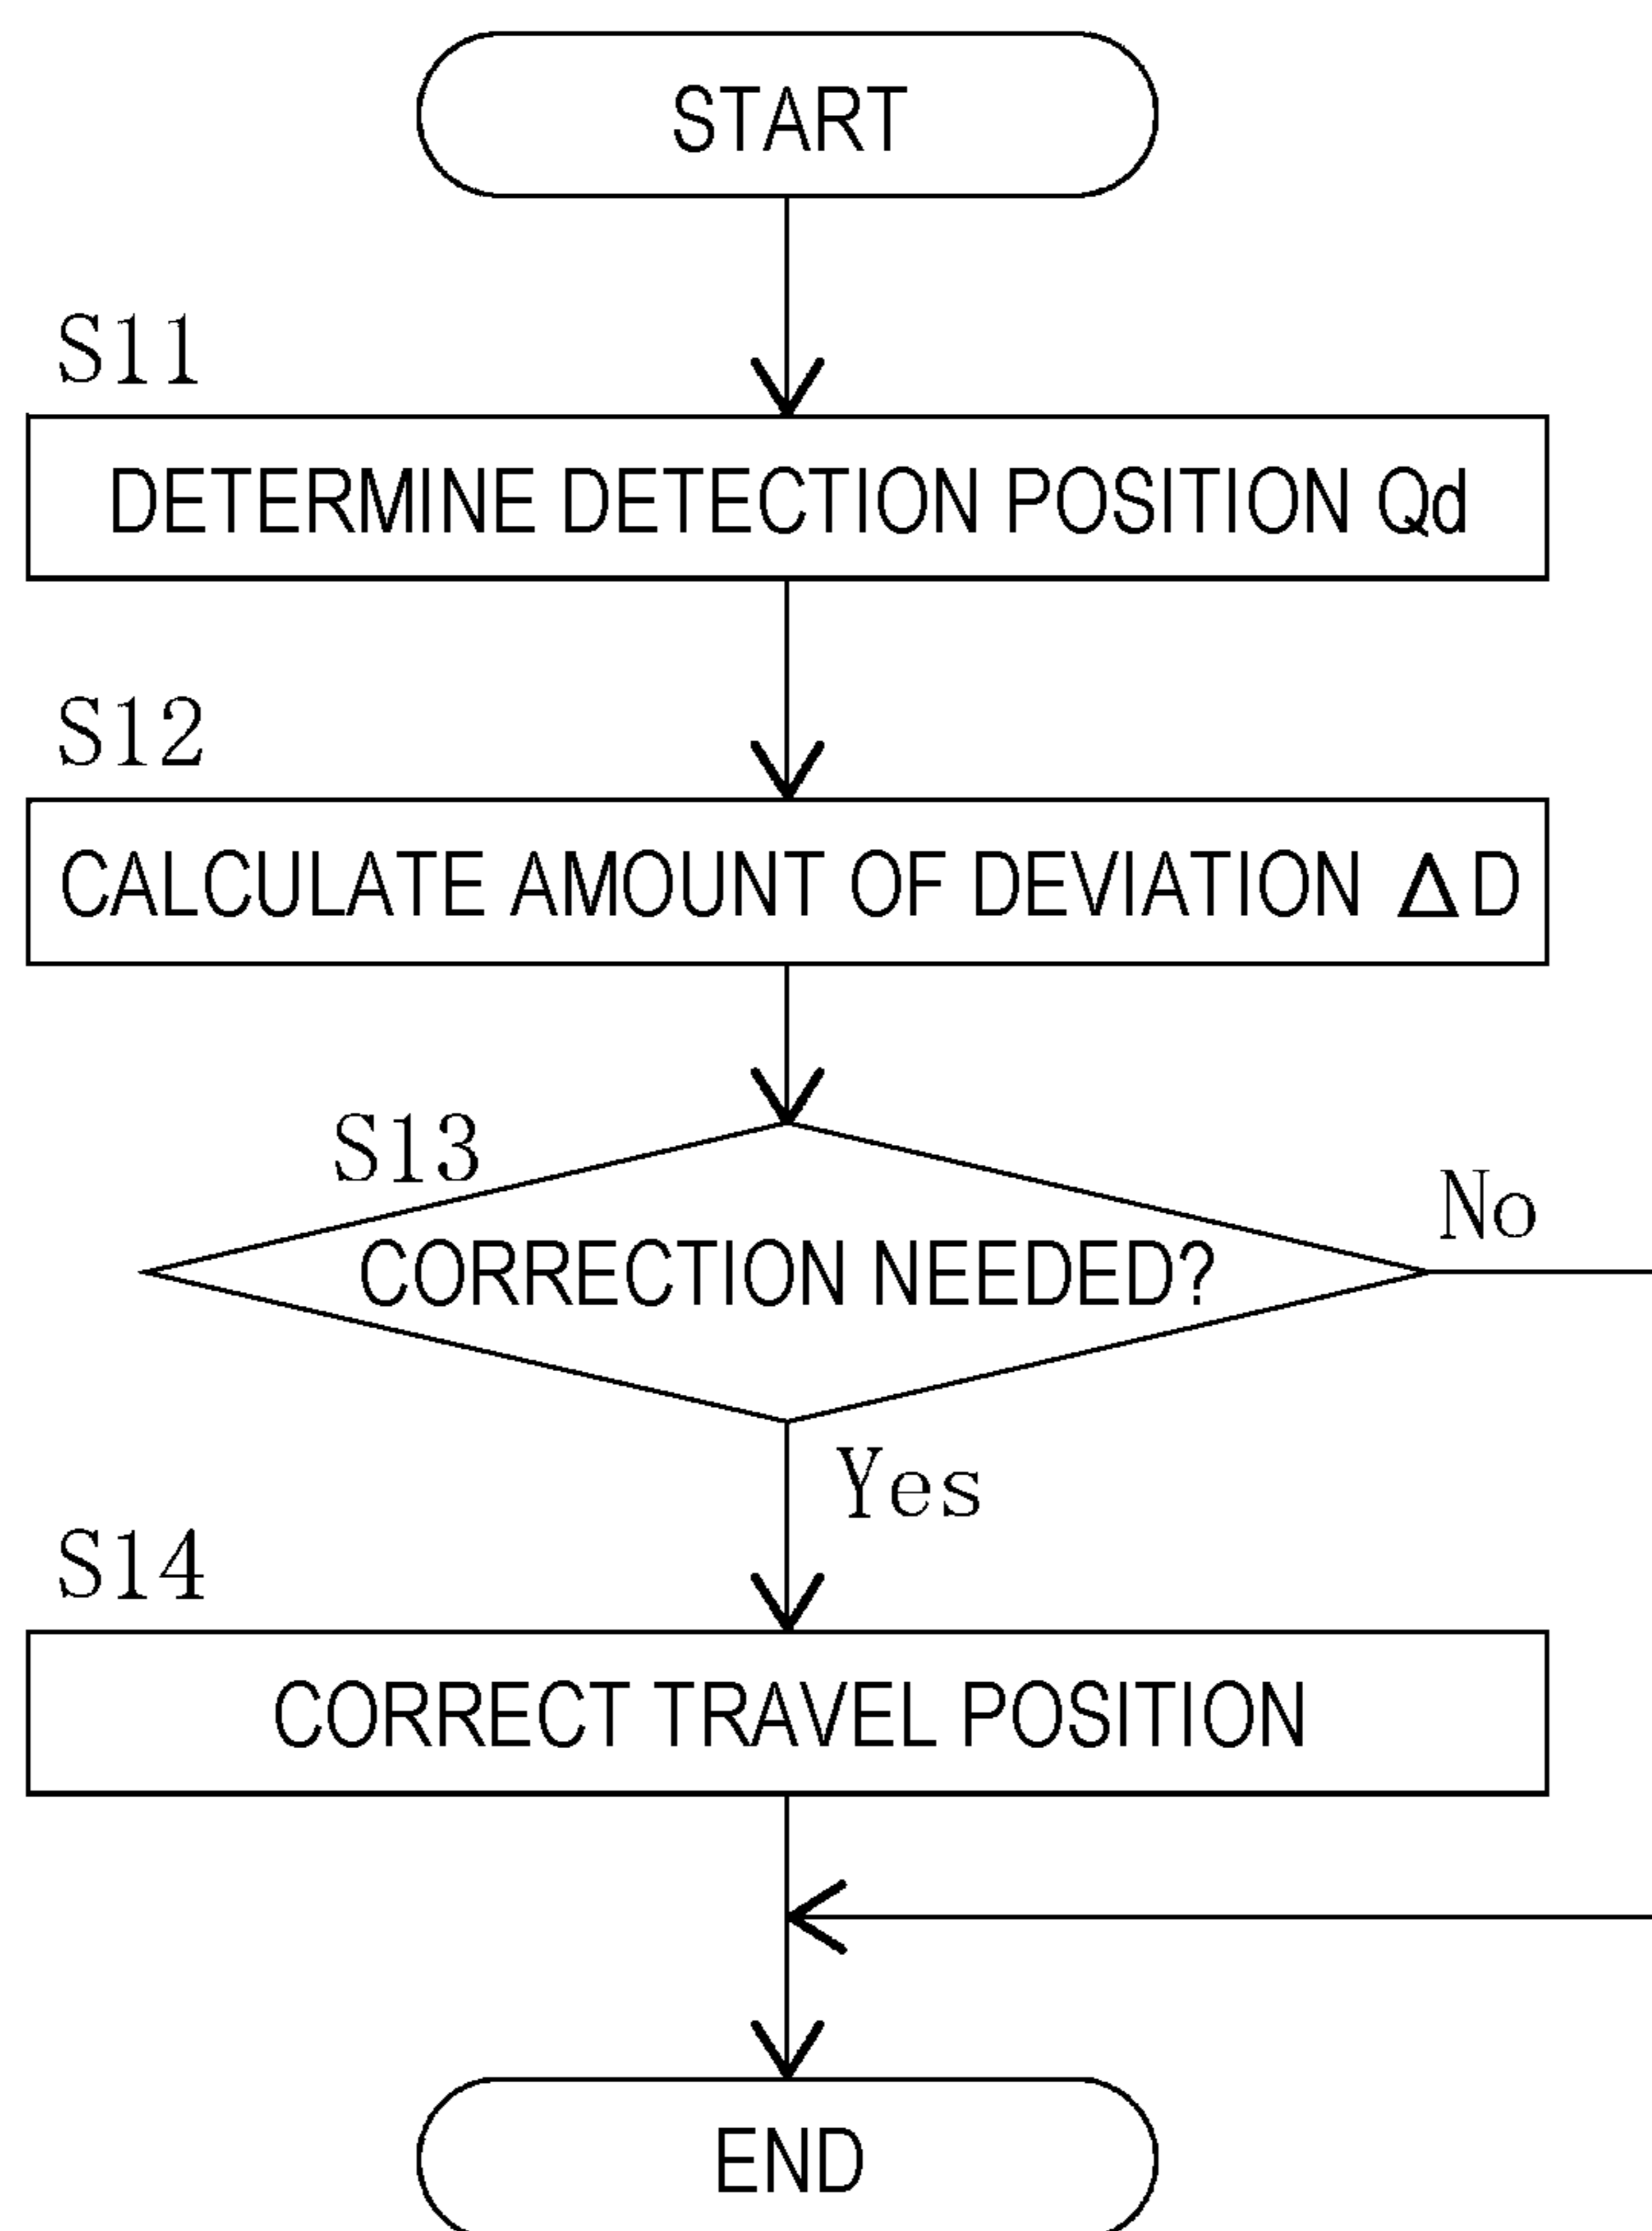 START
S11
DETERMINE DETECTION POSITION Qd
S12
CALCULATE AMOUNT OF DEVIATION Δ D
S13
No
CORRECTION NEEDED?
Yes
S14
CORRECT TRAVEL POSITION
END